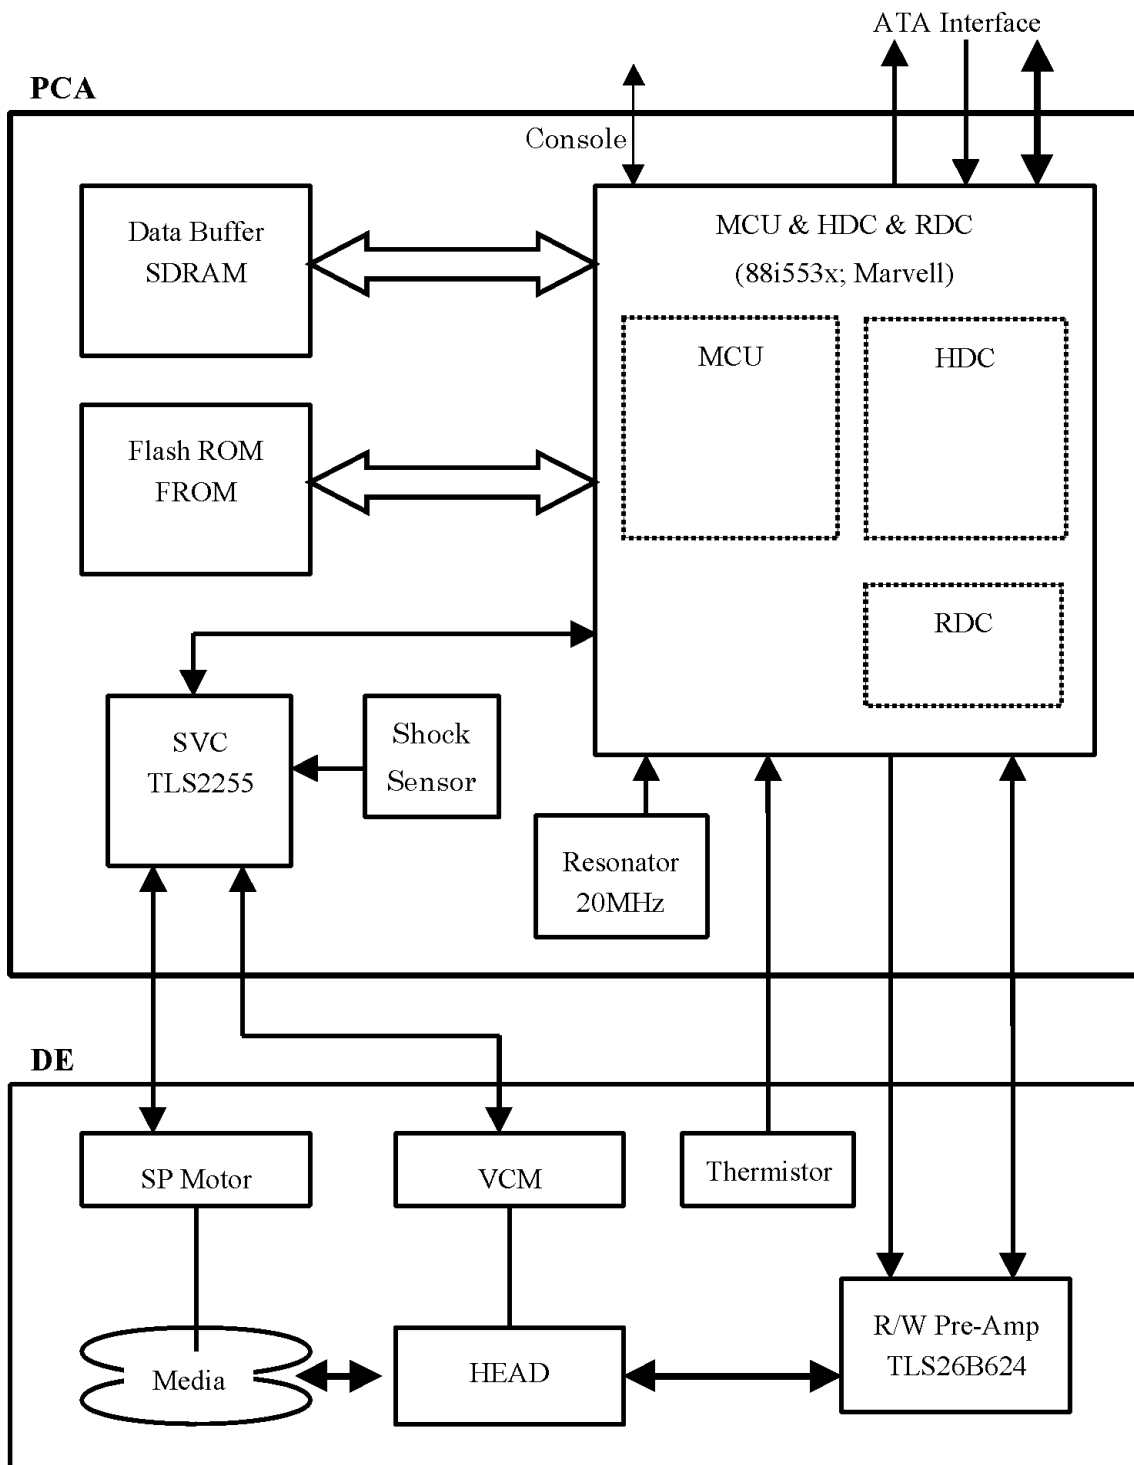 ATA Interface
PCA
Console
Data Buffer
SDRAM
MCU & HDC & RDC
(88i553x; Marvell)
MCU
HDC
Flash ROM
FROM
RDC
SVC
TLS2255
Shock
Sensor
Resonator
20MHz
DE
SP Motor
VCM
Thermistor
R/W Pre-Amp
TLS26B624
Media
HEAD